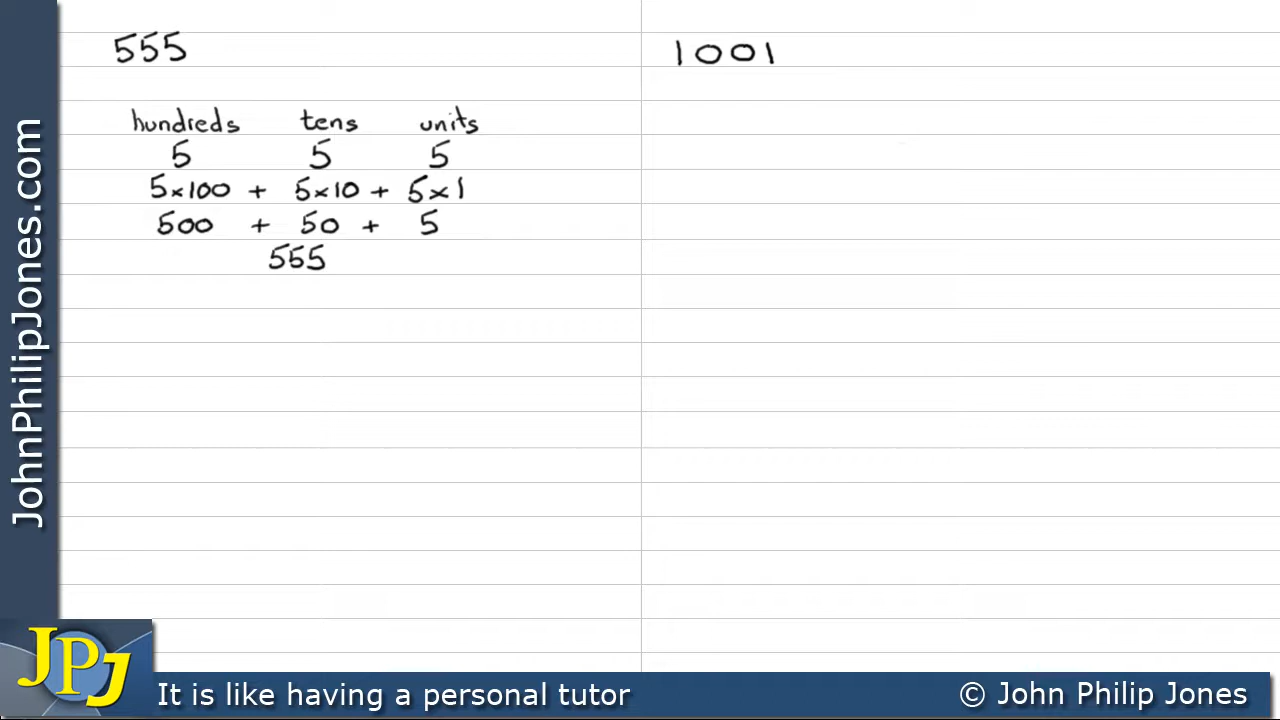 555
hundreds tens units
5 5 5
5×100 + 5×10 + 5×1
500 + 50 + 5
555
1001
JohnPhilipJones.com
JPJ
It is like having a personal tutor
© John Philip Jones